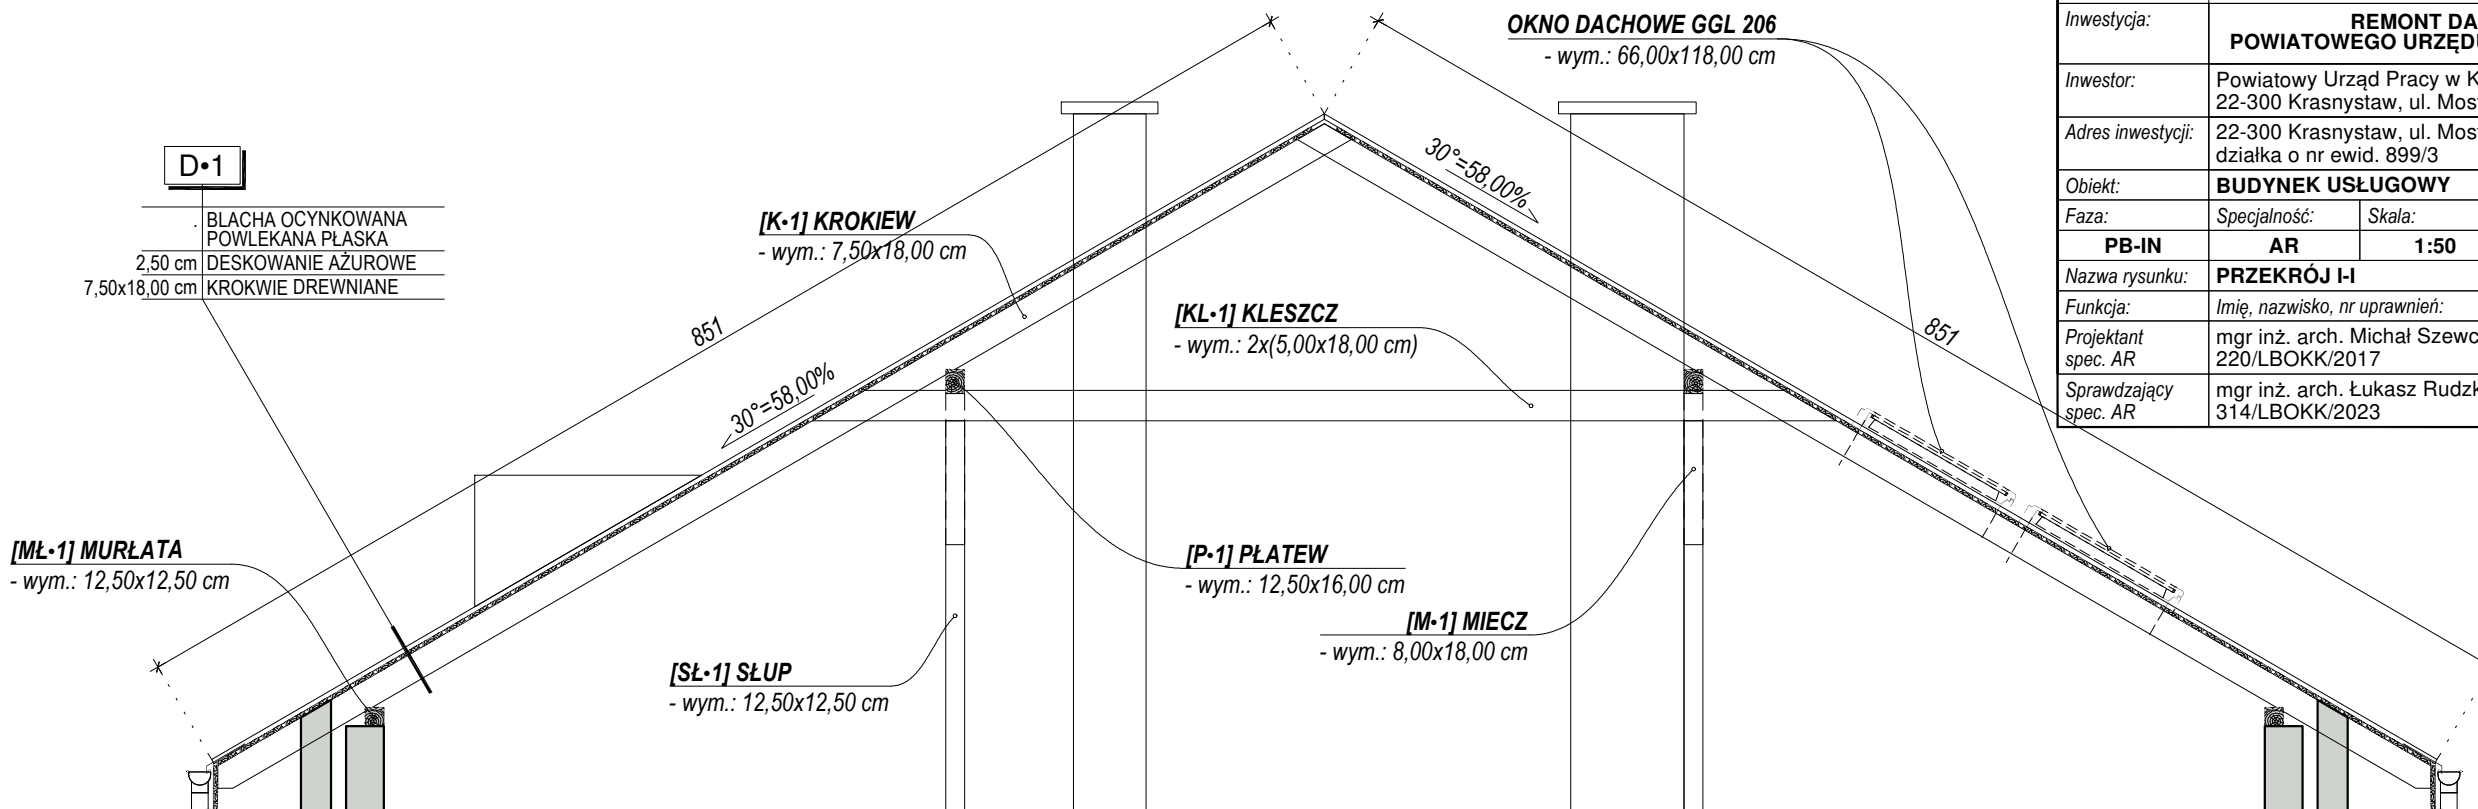 OKNO DACHOWE GGL 206
- wym.: 66,00x118,00 cm
D•1
BLACHA OCYNKOWANA
POWLEKANA PŁASKA
2,50 cm DESKOWANIE AŻUROWE
7,50x18,00 cm KROKWIE DREWNIANE
[K•1] KROKIEW
- wym.: 7,50x18,00 cm
30°=58,00%
851
[KL•1] KLESZCZ
- wym.: 2x(5,00x18,00 cm)
851
30°=58,00%
[MŁ•1] MURŁATA
- wym.: 12,50x12,50 cm
[P•1] PŁATEW
- wym.: 12,50x16,00 cm
[M•1] MIECZ
- wym.: 8,00x18,00 cm
[SŁ•1] SŁUP
- wym.: 12,50x12,50 cm
Inwestycja: REMONT DA
POWIATOWEGO URZĘDU
Inwestor: Powiatowy Urząd Pracy w K
22-300 Krasnystaw, ul. Mos
Adres inwestycji: 22-300 Krasnystaw, ul. Mos
działka o nr ewid. 899/3
Obiekt: BUDYNEK USŁUGOWY
Faza: Specjalność: Skala:
PB-IN AR 1:50
Nazwa rysunku: PRZEKRÓJ I-I
Funkcja: Imię, nazwisko, nr uprawnień:
Projektant mgr inż. arch. Michał Szewc
spec. AR 220/LBOKK/2017
Sprawdzający mgr inż. arch. Łukasz Rudzk
spec. AR 314/LBOKK/2023